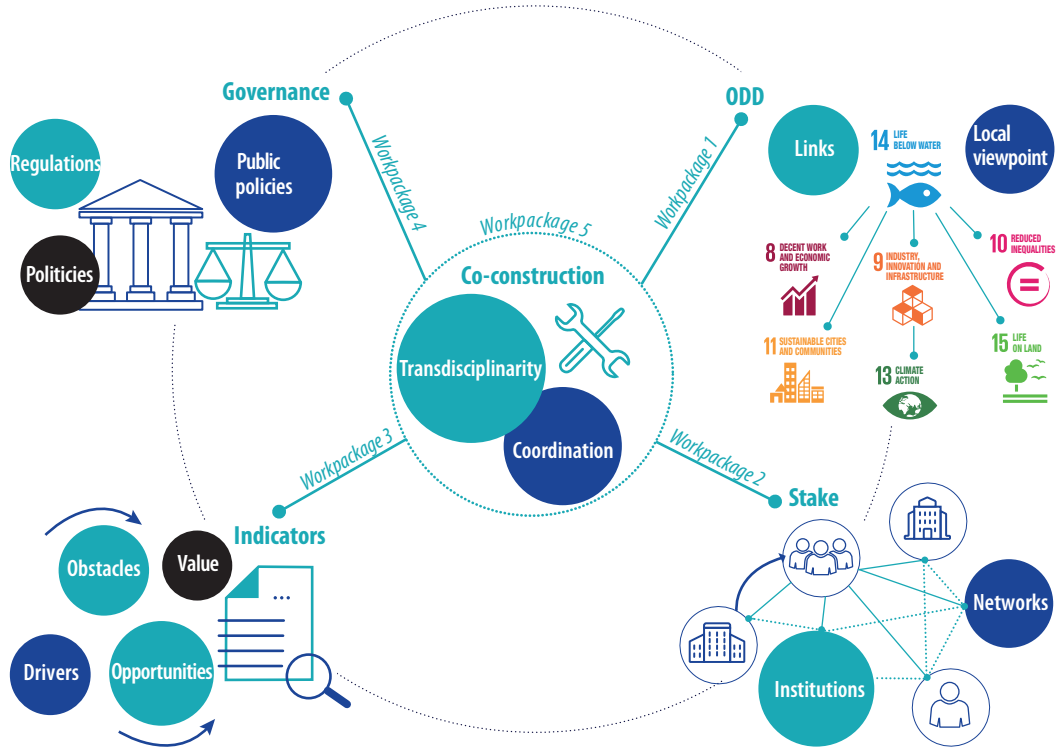 Governance
Regulations
Public
policies
Politicies
Workpackage 4
ODD
Workpackage 1
Links
14 LIFE
BELOW WATER
Local
viewpoint
8 DECENT WORK
AND ECONOMIC
GROWTH
9 INDUSTRY,
INNOVATION AND
INFRASTRUCTURE
10 REDUCED
INEQUALITIES
11 SUSTAINABLE CITIES
AND COMMUNITIES
13 CLIMATE
ACTION
15 LIFE
ON LAND
Workpackage 5
Co-construction
Transdisciplinarity
Coordination
Workpackage 3
Indicators
Obstacles
Value
Drivers
Opportunities
Workpackage 2
Stake
Networks
Institutions